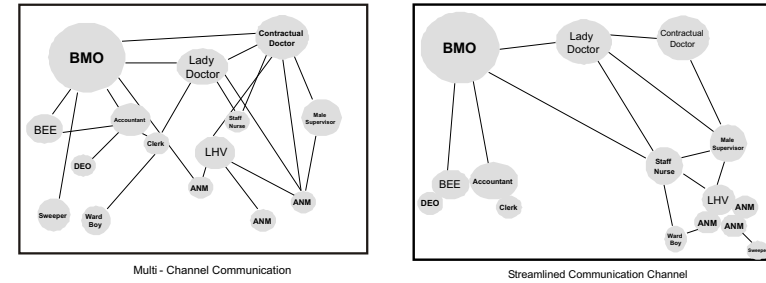 BMO
Lady
Doctor
Contractual
Doctor
BEE
Accountant
Clerk
Staff
Nurse
Male
Supervisor
DEO
LHV
ANM
ANM
ANM
Sweeper
Ward
Boy
Multi - Channel Communication
BMO
Lady
Doctor
Contractual
Doctor
Male
Supervisor
Staff
Nurse
BEE
Accountant
DEO
Clerk
LHV
ANM
ANM
ANM
Ward
Boy
Sweeper
Streamlined Communication Channel